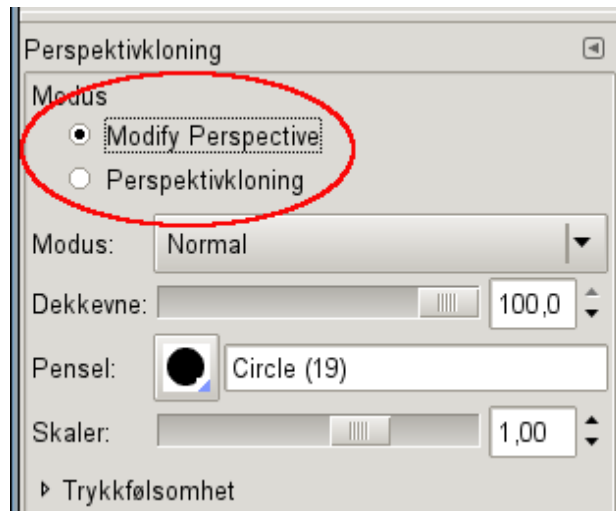 Perspektivkloning
Modus
Modify Perspective
Perspektivkloning
Modus: Normal
Dekkevne: 100,0
Pensel: Circle (19)
Skaler: 1,00
Trykkfølsomhet